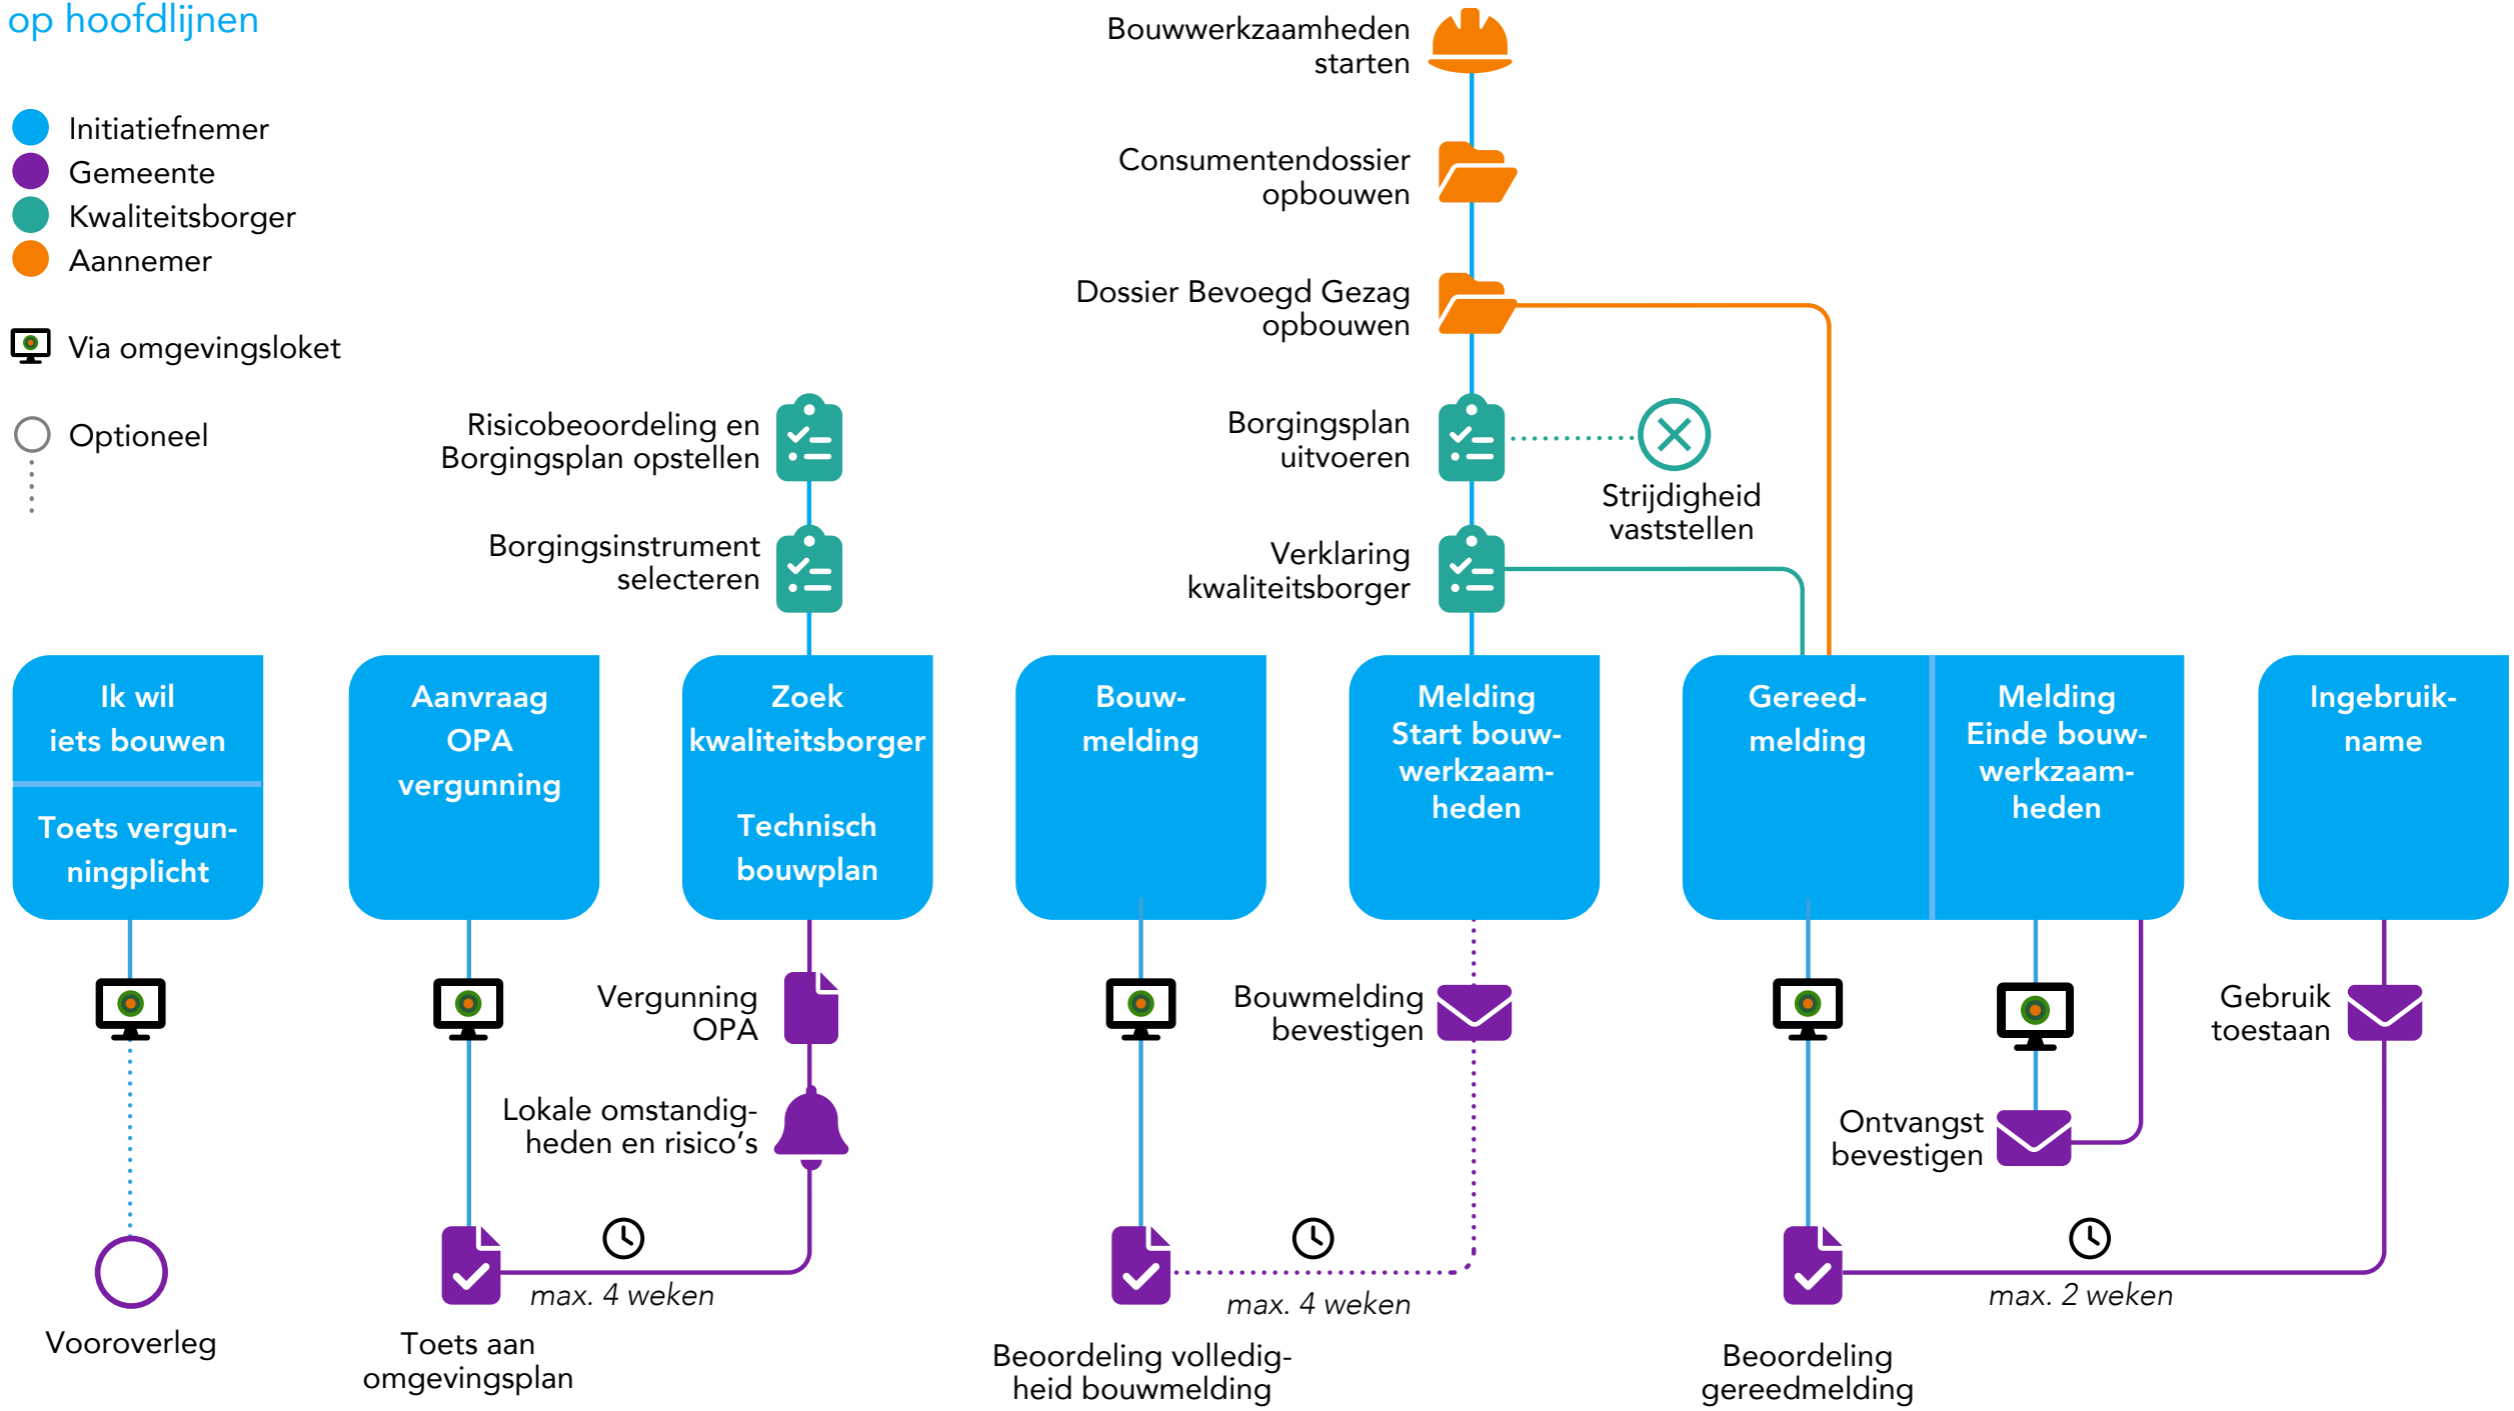 op hoofdlijnen
Initiatiefnemer
Gemeente
Kwaliteitsborger
Aannemer
Via omgevingsloket
Optioneel
Bouwwerkzaamheden
starten
Consumentendossier
opbouwen
Dossier Bevoegd Gezag
opbouwen
Risicobeoordeling en
Borgingsplan opstellen
Borgingsinstrument
selecteren
Borgingsplan
uitvoeren
Strijdigheid
vaststellen
Verklaring
kwaliteitsborger
Ik wil
iets bouwen
Toets vergun-
ningplicht
Aanvraag
OPA
vergunning
Zoek
kwaliteitsborger
Technisch
bouwplan
Bouw-
melding
Melding
Start bouw-
werkzaam-
heden
Gereed-
melding
Melding
Einde bouw-
werkzaam-
heden
Ingebruik-
name
Vergunning
OPA
Lokale omstandig-
heden en risico's
Bouwmelding
bevestigen
Ontvangst
bevestigen
Gebruik
toestaan
max. 4 weken
max. 4 weken
max. 2 weken
Vooroverleg
Toets aan
omgevingsplan
Beoordeling volledig-
heid bouwmelding
Beoordeling
gereedmelding